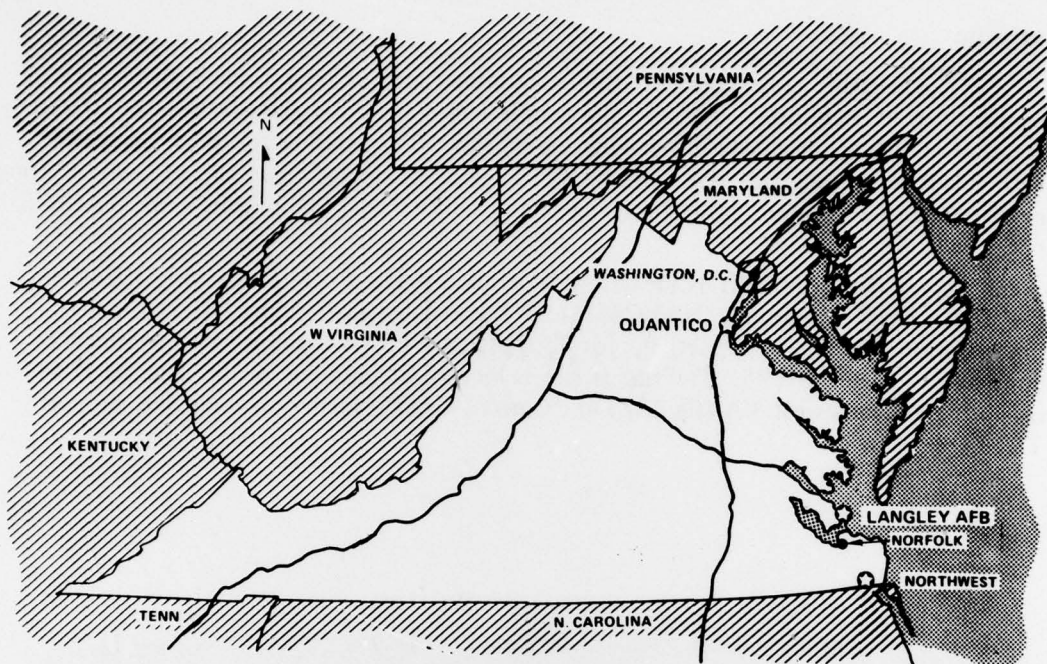 PENNSYLVANIA
N
MARYLAND
WASHINGTON, D.C.
QUANTICO
W VIRGINIA
KENTUCKY
LANGLEY AFB
NORFOLK
NORTHWEST
TENN
N. CAROLINA